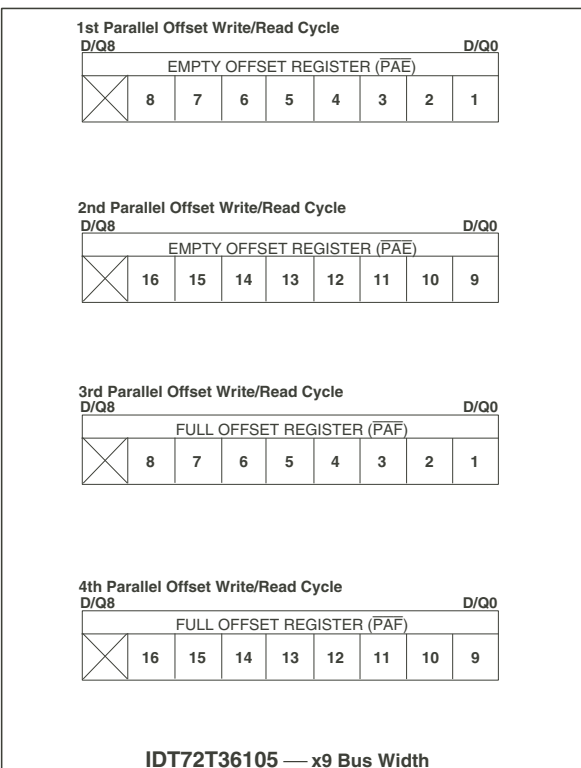 1st Parallel Offset Write/Read Cycle
D/Q8 D/Q0
EMPTY OFFSET REGISTER (PAE)
8 7 6 5 4 3 2 1
2nd Parallel Offset Write/Read Cycle
D/Q8 D/Q0
EMPTY OFFSET REGISTER (PAE)
16 15 14 13 12 11 10 9
3rd Parallel Offset Write/Read Cycle
D/Q8 D/Q0
FULL OFFSET REGISTER (PAF)
8 7 6 5 4 3 2 1
4th Parallel Offset Write/Read Cycle
D/Q8 D/Q0
FULL OFFSET REGISTER (PAF)
16 15 14 13 12 11 10 9
IDT72T36105 — x9 Bus Width